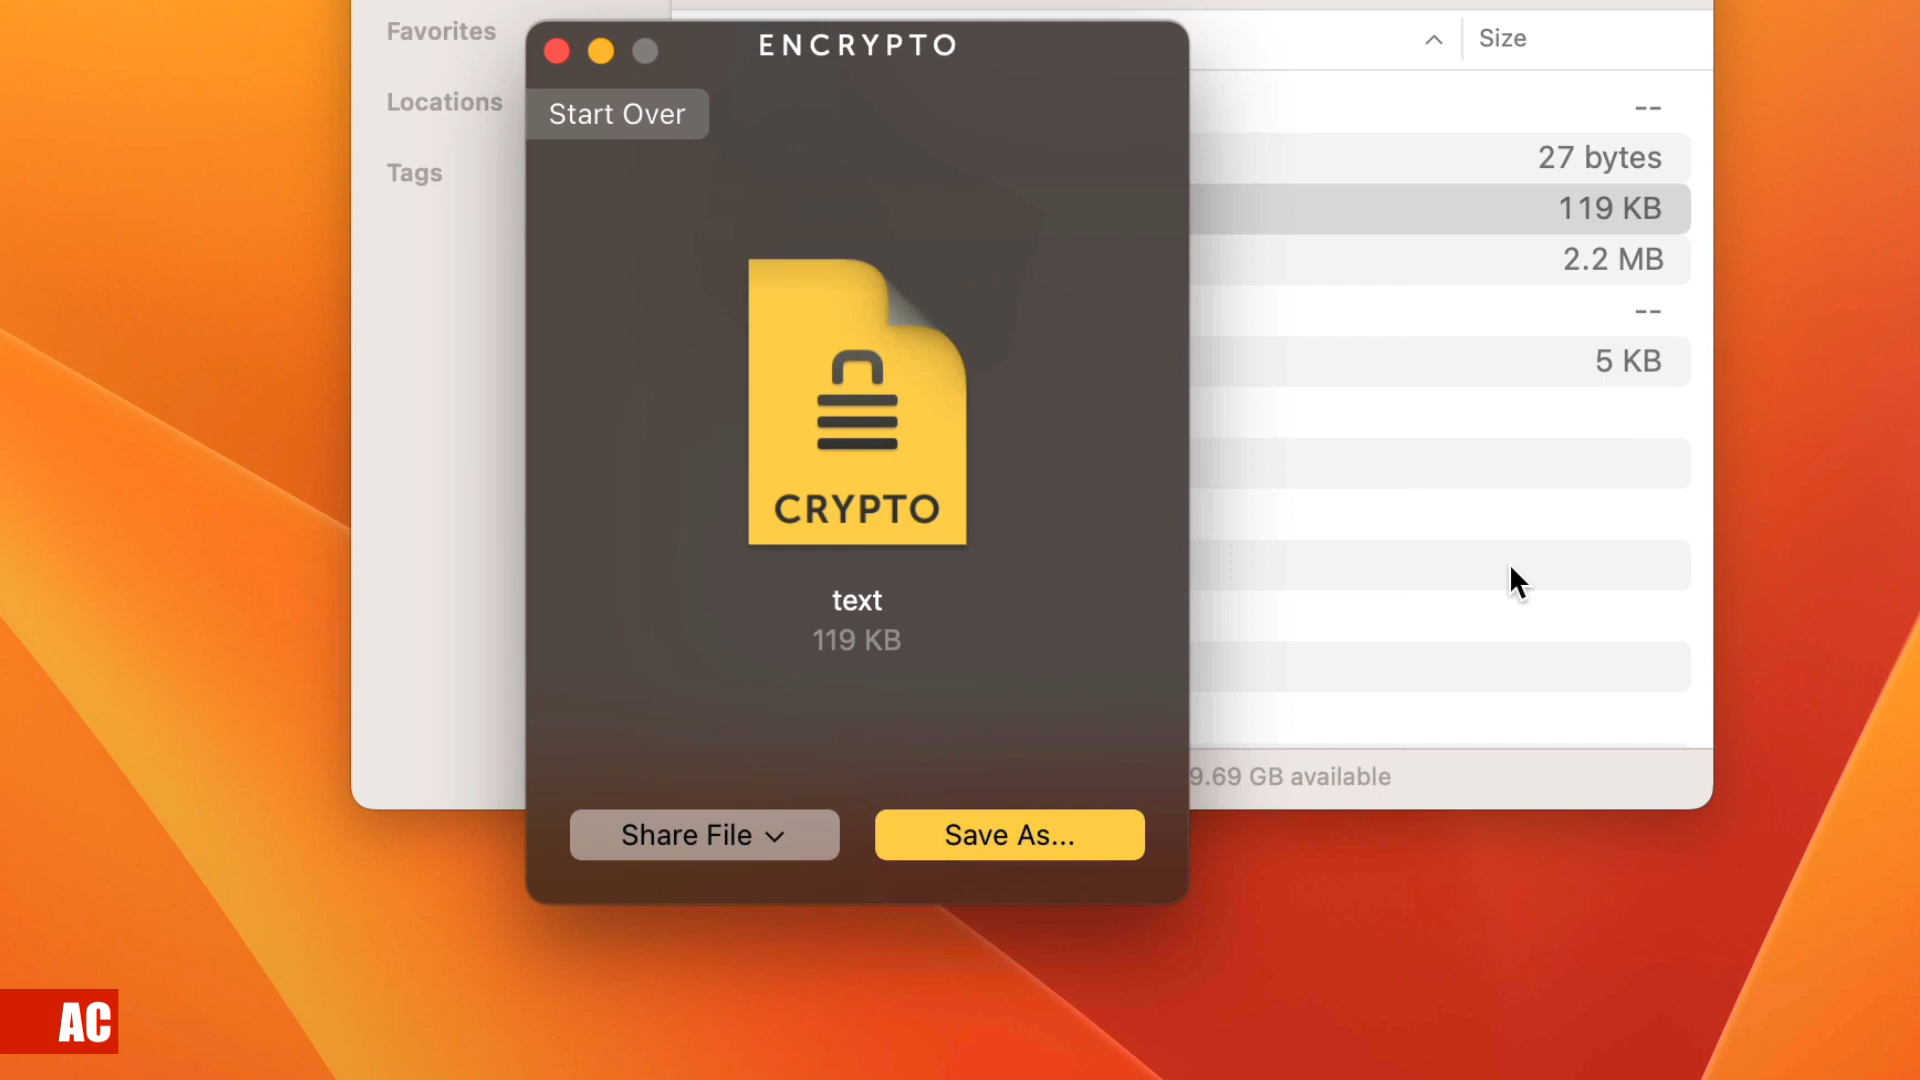 Favorites
Locations
Tags
ENCRYPTO
Start Over
CRYPTO
text
119 KB
Share File
Save As...
Size
--
27 bytes
119 KB
2.2 MB
--
5 KB
9.69 GB available
AC